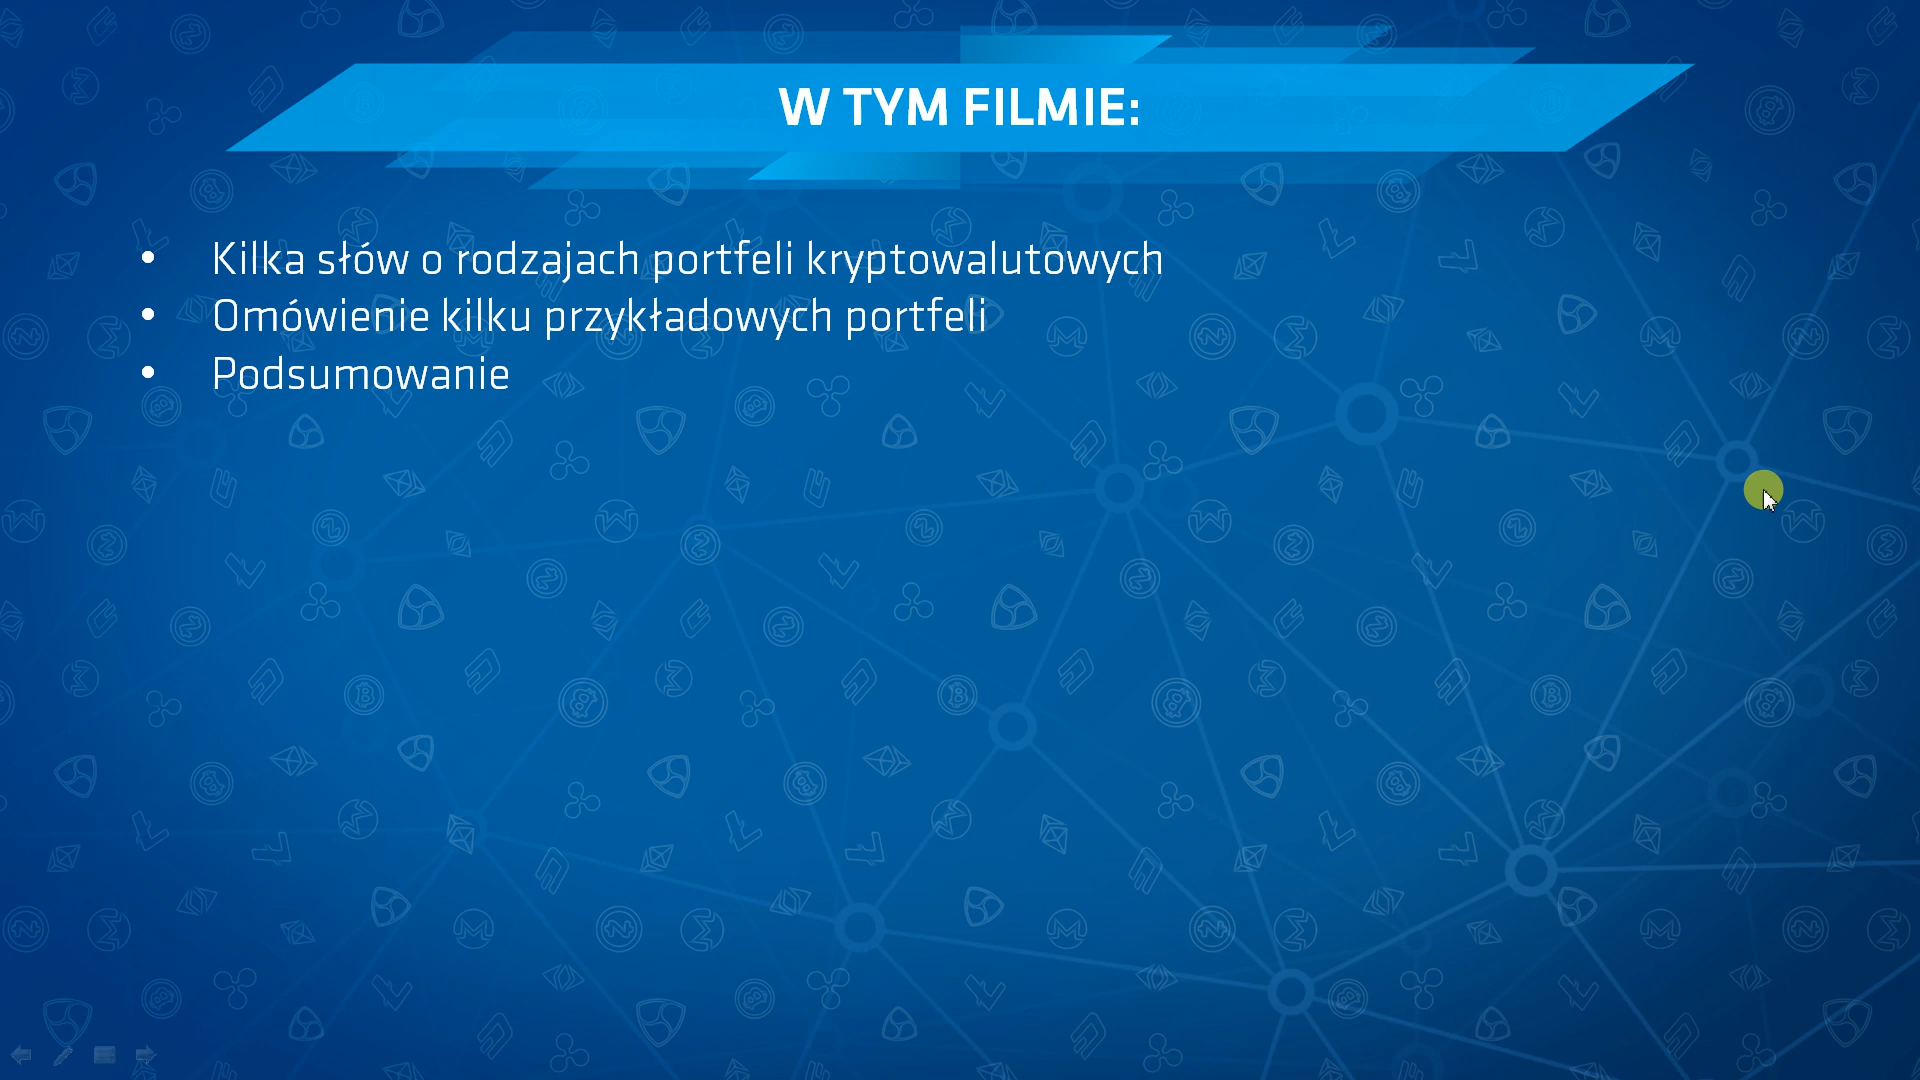 W TYM FILMIE:
• Kilka słów o rodzajach portfeli kryptowalutowych
• Omówienie kilku przykładowych portfeli
• Podsumowanie